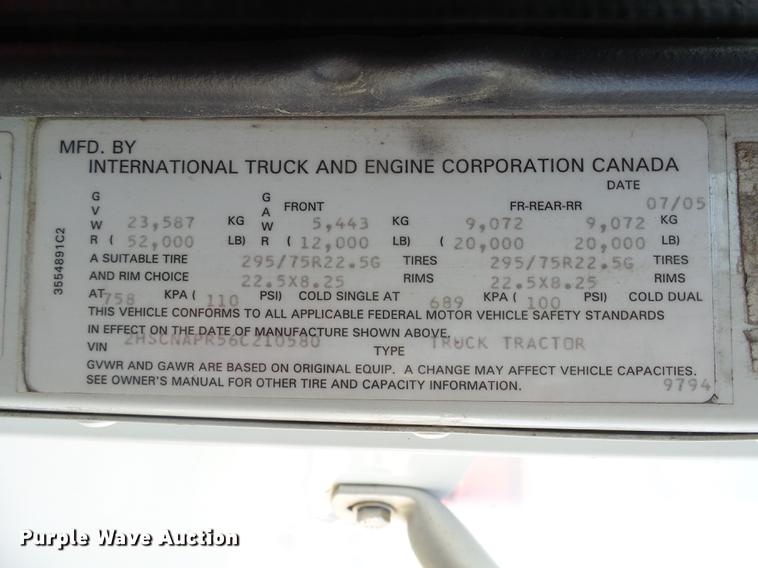 MFD. BY
INTERNATIONAL TRUCK AND ENGINE CORPORATION CANADA
DATE 07/05
GVWR 23,587 KG ( 52,000 LB) GAWR FRONT 5,443 KG ( 12,000 LB) FR-REAR-RR 9,072 9,072 KG ( 20,000 20,000 LB)
A SUITABLE TIRE 295/75R22.5G TIRES 295/75R22.5G TIRES
AND RIM CHOICE 22.5X8.25 RIMS 22.5X8.25 RIMS
AT 758 KPA ( 110 PSI) COLD SINGLE AT 689 KPA ( 100 PSI) COLD DUAL
THIS VEHICLE CONFORMS TO ALL APPLICABLE FEDERAL MOTOR VEHICLE SAFETY STANDARDS
IN EFFECT ON THE DATE OF MANUFACTURE SHOWN ABOVE.
VIN 2HSCNAPR56C210580 TYPE TRUCK TRACTOR
GVWR AND GAWR ARE BASED ON ORIGINAL EQUIP. A CHANGE MAY AFFECT VEHICLE CAPACITIES.
SEE OWNER'S MANUAL FOR OTHER TIRE AND CAPACITY INFORMATION. 9794
3554891C2
Purple Wave Auction